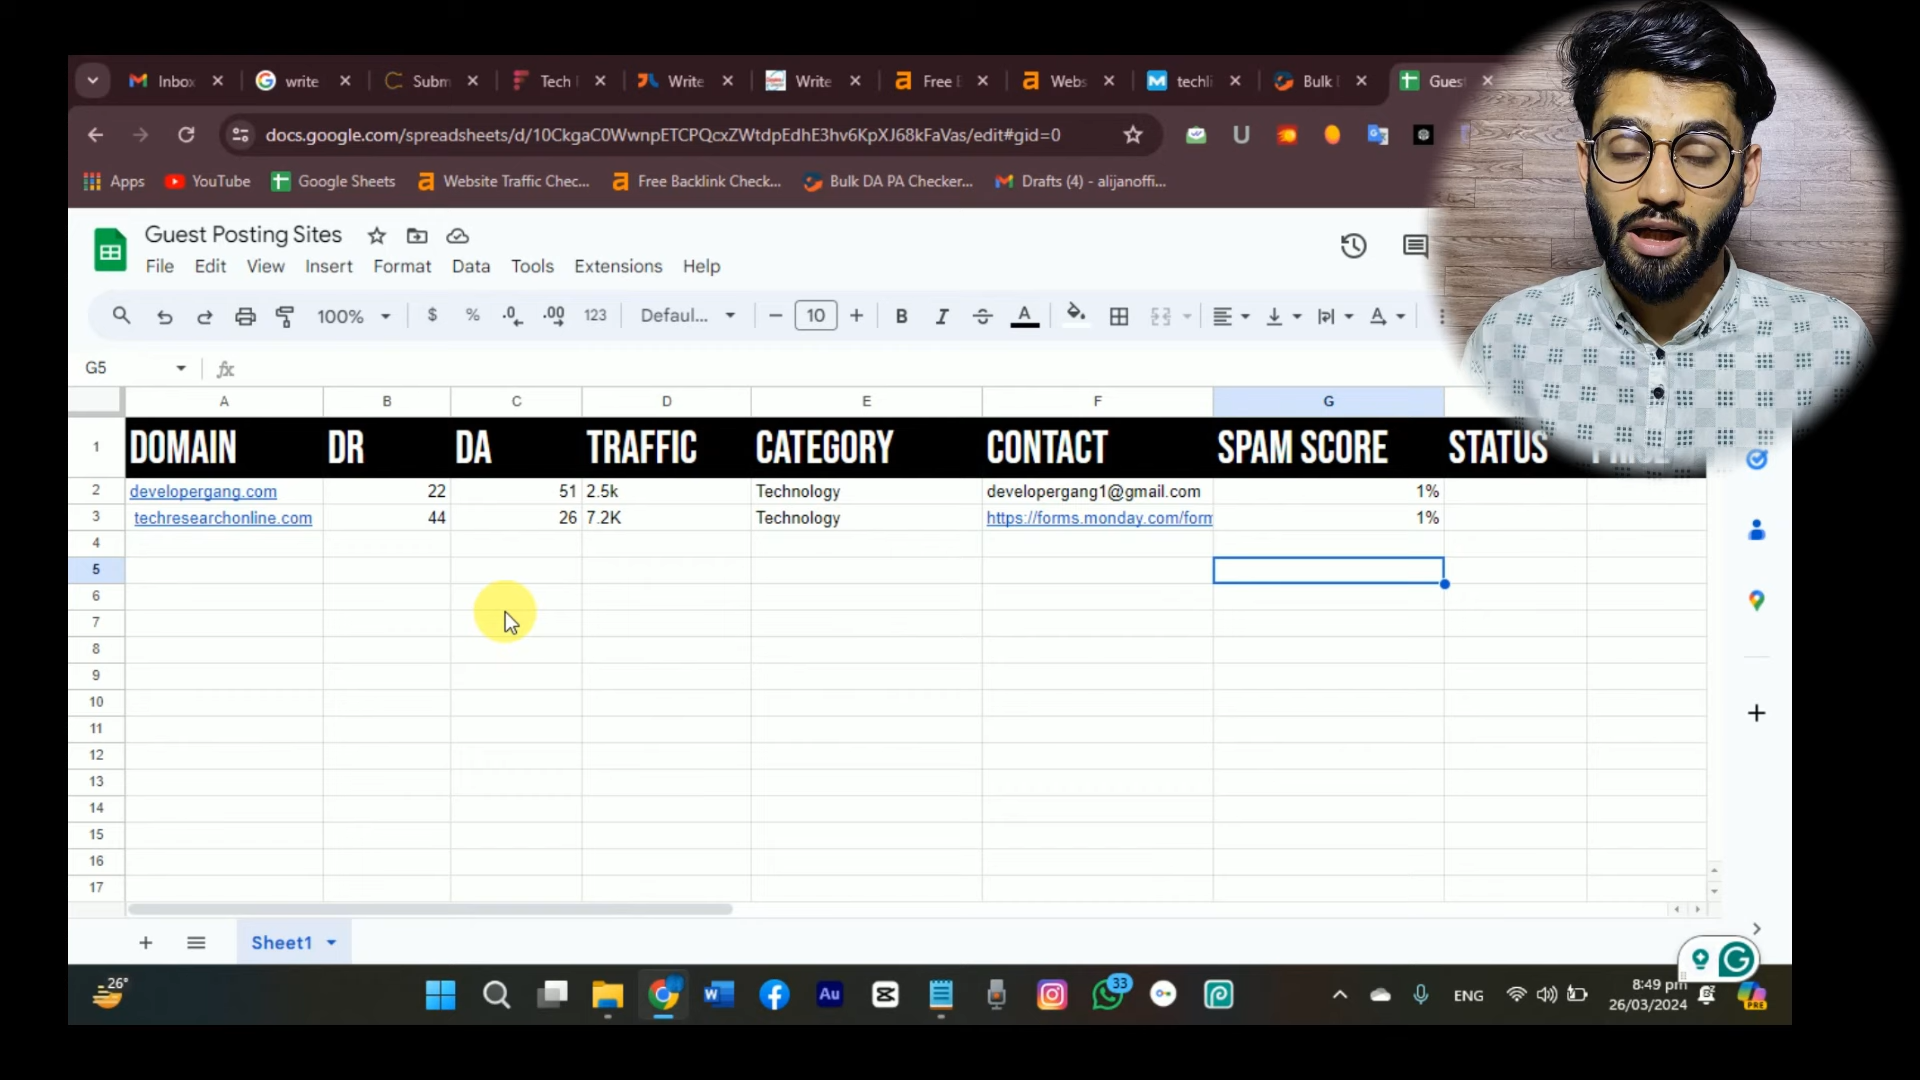 Inbox
write
Subm
Tech
Write
Write
Free
Webs
techli
Bulk
Gues
docs.google.com/spreadsheets/d/10CkgaC0WwnpETCPQcxZWtdpEdhE3hv6KpXJ68kFaVas/edit#gid=0
U
Apps
YouTube
Google Sheets
Website Traffic Chec...
Free Backlink Check...
Bulk DA PA Checker...
Drafts (4) - alijanoffi...
Guest Posting Sites
File Edit View Insert Format Data Tools Extensions Help
100% $ % .0 .00 123 Defaul... 10 B I A
G5 fx
A B C D E F G
1 DOMAIN DR DA TRAFFIC CATEGORY CONTACT SPAM SCORE STATUS
2 developergang.com 22 51 2.5k Technology developergang1@gmail.com 1%
3 techresearchonline.com 44 26 7.2K Technology https://forms.monday.com/form 1%
4
5
6
7
8
9
10
11
12
13
14
15
16
17
Sheet1
26°
W
Au
33
ENG
8:49 pm
26/03/2024
PRE